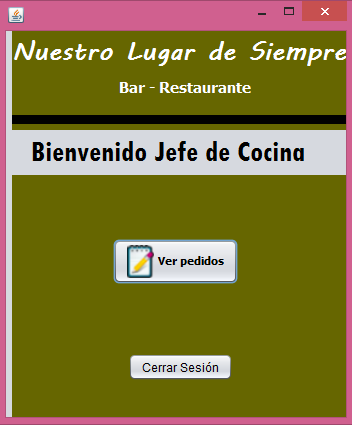 Nuestro Lugar de Siempre
Bar - Restaurante
Bienvenido Jefe de Cocina
Ver pedidos
Cerrar Sesión